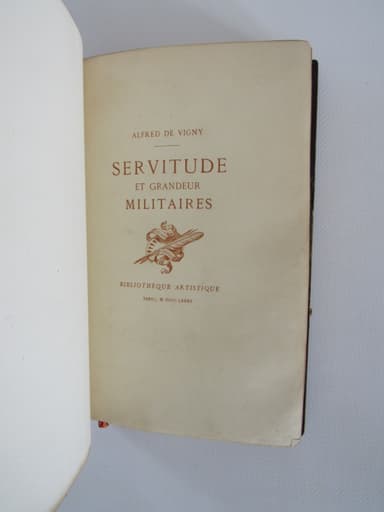 ALFRED DE VIGNY
SERVITUDE
ET GRANDEUR
MILITAIRES
BIBLIOTHÈQUE ARTISTIQUE